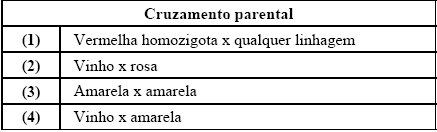 Cruzamento parental
(1) Vermelha homozigota x qualquer linhagem
(2) Vinho x rosa
(3) Amarela x amarela
(4) Vinho x amarela